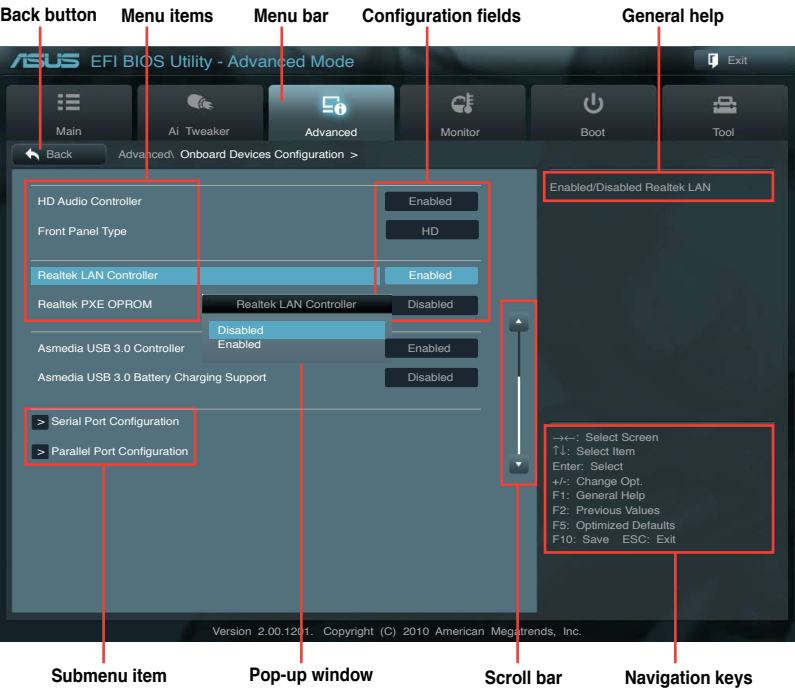 Back button Menu items Menu bar Configuration fields General help
ASUS EFI BIOS Utility - Advanced Mode Exit
Main Ai Tweaker Advanced Monitor Boot Tool
Back Advanced\ Onboard Devices Configuration >
Enabled/Disabled Realtek LAN
HD Audio Controller Enabled
Front Panel Type HD
Realtek LAN Controller Enabled
Realtek PXE OPROM Disabled
Realtek LAN Controller
Disabled
Enabled
Asmedia USB 3.0 Controller Enabled
Asmedia USB 3.0 Battery Charging Support Disabled
> Serial Port Configuration
> Parallel Port Configuration
→←: Select Screen
↑↓: Select Item
Enter: Select
+/-: Change Opt.
F1: General Help
F2: Previous Values
F5: Optimized Defaults
F10: Save ESC: Exit
Version 2.00.1201. Copyright (C) 2010 American Megatrends, Inc.
Submenu item Pop-up window Scroll bar Navigation keys